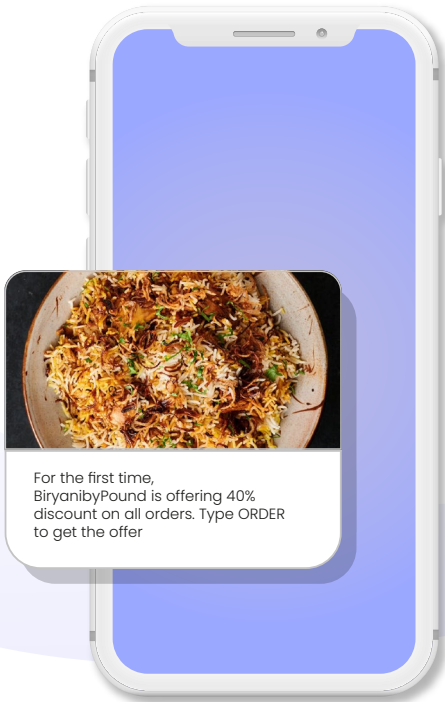 For the first time,
BiryanibyPound is offering 40%
discount on all orders. Type ORDER
to get the offer